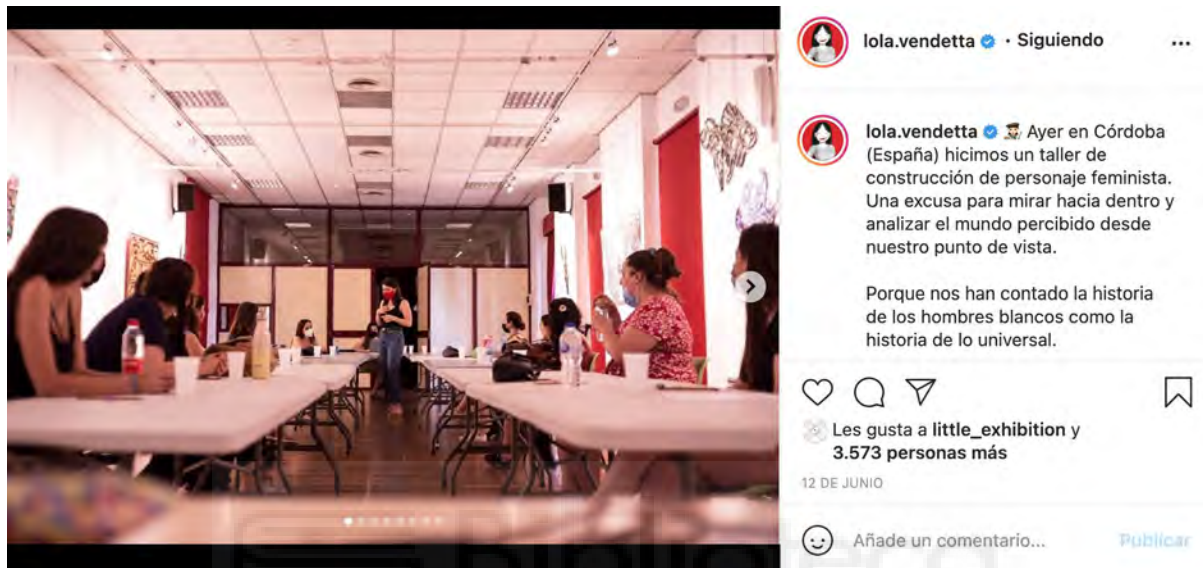 lola.vendetta · Siguiendo
lola.vendetta Ayer en Córdoba
(España) hicimos un taller de
construcción de personaje feminista.
Una excusa para mirar hacia dentro y
analizar el mundo percibido desde
nuestro punto de vista.
Porque nos han contado la historia
de los hombres blancos como la
historia de lo universal.
Les gusta a little_exhibition y
3.573 personas más
12 DE JUNIO
Añade un comentario...
Publicar